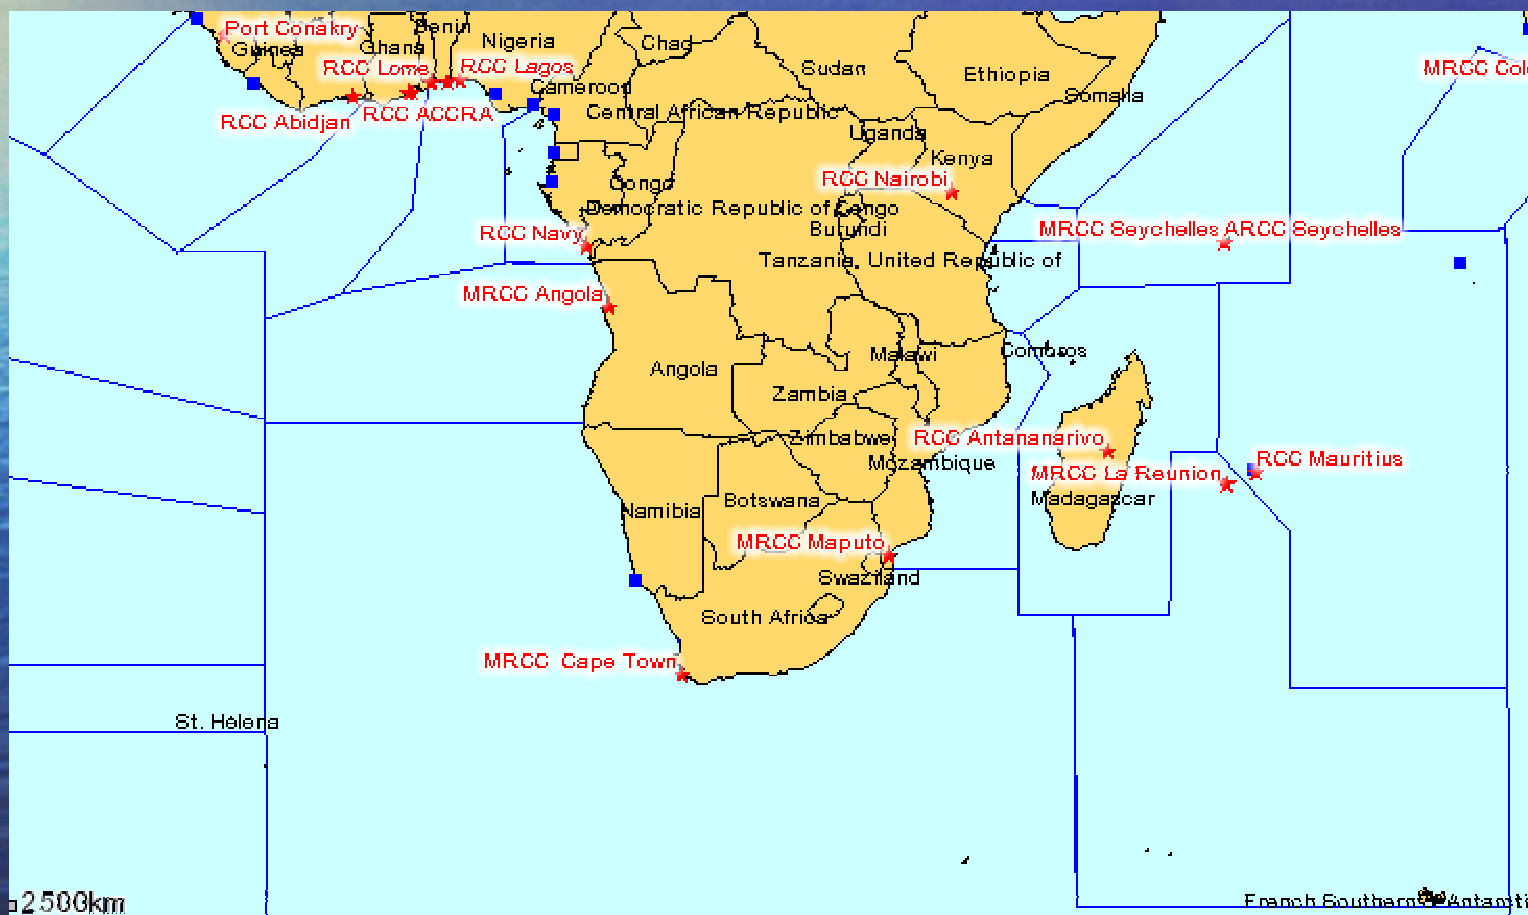 Port Conakry
Benin
Guinea
Ghana
Nigeria
Chad
RCC Lome
RCC Lagos
Sudan
Ethiopia
MRCC
Cameroon
Somalia
RCC Abidjan
RCC ACCRA
Central African Republic
Uganda
Kenya
Congo
RCC Nairobi
Democratic Republic of Congo
RCC Navy
Burundi
MRCC Seychelles ARCC Seychelles
Tanzania, United Republic of
MRCC Angola
Malawi
Comoros
Angola
Zambia
Zimbabwe
RCC Antananarivo
Mozambique
RCC Mauritius
MRCC La Reunion
Botswana
Madagascar
Namibia
MRCC Maputo
Swaziland
South Africa
MRCC Cape Town
St. Helena
2500km
French Southern